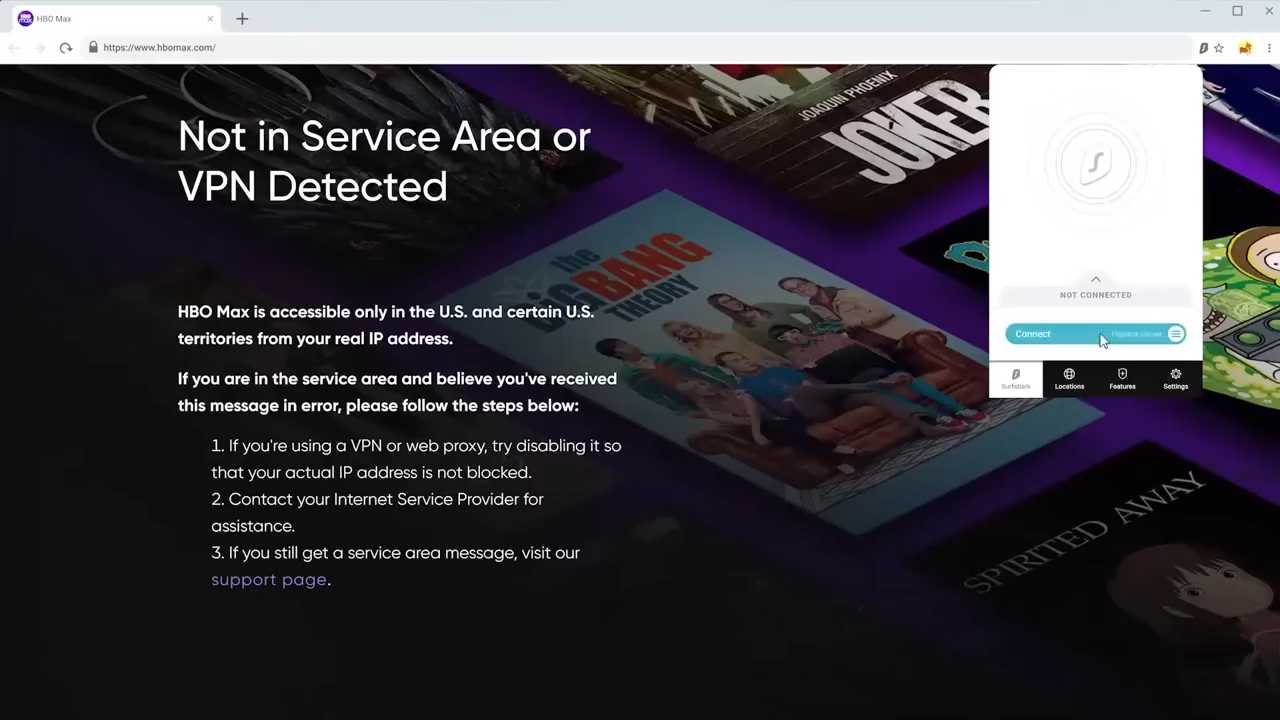 HBO Max
https://www.hbomax.com/
Not in Service Area or
VPN Detected
HBO Max is accessible only in the U.S. and certain U.S.
territories from your real IP address.
If you are in the service area and believe you've received
this message in error, please follow the steps below:
1. If you're using a VPN or web proxy, try disabling it so
that your actual IP address is not blocked.
2. Contact your Internet Service Provider for
assistance.
3. If you still get a service area message, visit our
support page.
JOAQUIN PHOENIX
JOKER
the
BIG BANG
THEORY
SPIRITED AWAY
NOT CONNECTED
Connect
Surfshark
Locations
Features
Settings